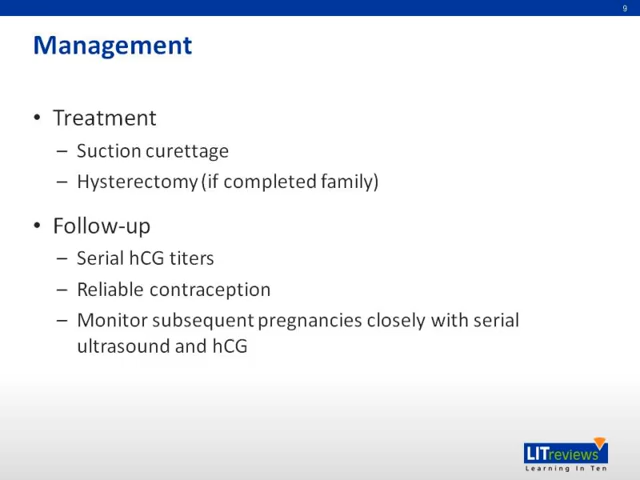 9
Management
• Treatment
– Suction curettage
– Hysterectomy (if completed family)
• Follow-up
– Serial hCG titers
– Reliable contraception
– Monitor subsequent pregnancies closely with serial
ultrasound and hCG
LITreviews
Learning In Ten